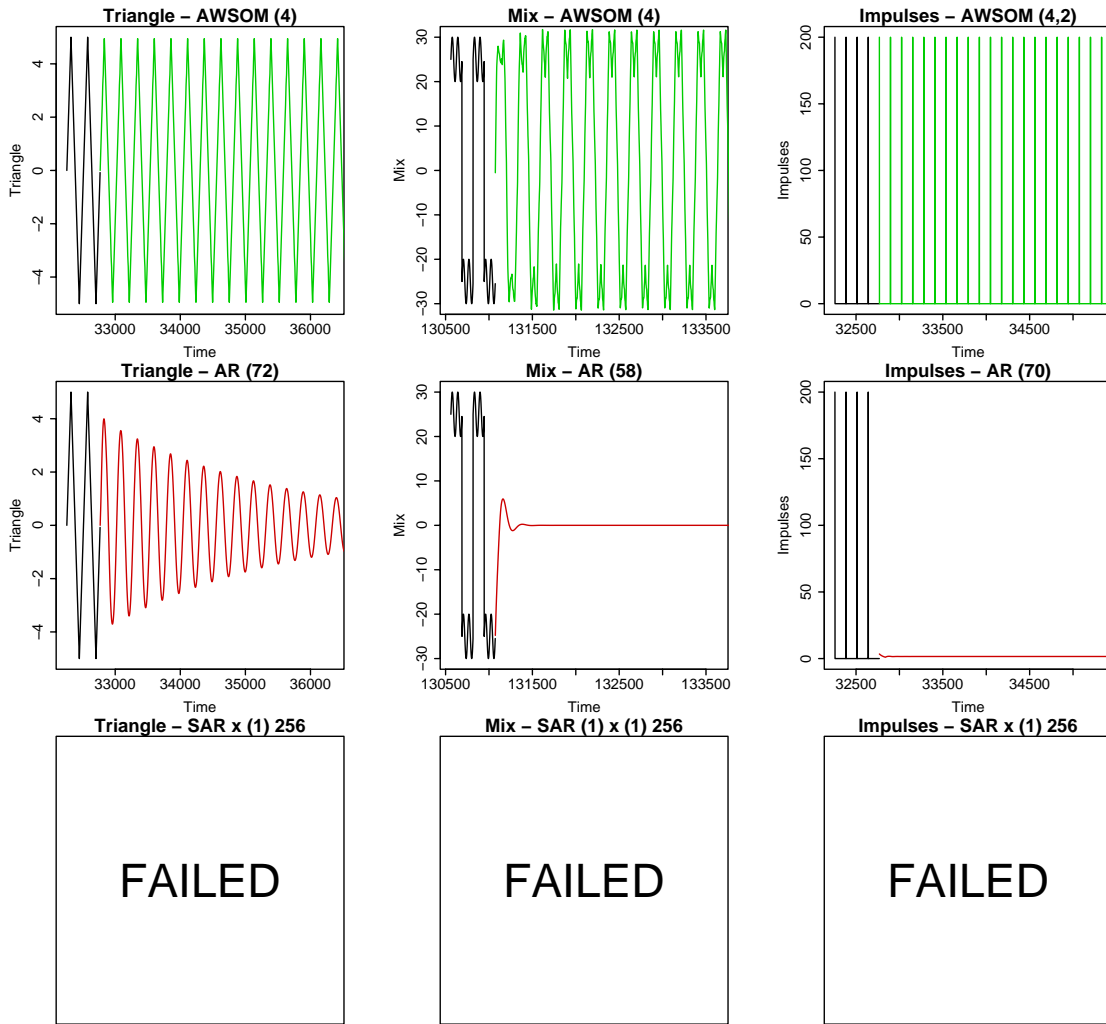 Triangle – AWSOM (4)
Triangle
4
2
0
−2
−4
33000 34000 35000 36000
Time
Mix – AWSOM (4)
Mix
30
20
10
0
−10
−20
−30
130500 131500 132500 133500
Time
Impulses – AWSOM (4,2)
Impulses
200
150
100
50
0
32500 33500 34500
Time
Triangle – AR (72)
Triangle
4
2
0
−2
−4
33000 34000 35000 36000
Time
Mix – AR (58)
Mix
30
20
10
0
−10
−20
−30
130500 131500 132500 133500
Time
Impulses – AR (70)
Impulses
200
150
100
50
0
32500 33500 34500
Time
Triangle – SAR x (1) 256
FAILED
Mix – SAR (1) x (1) 256
FAILED
Impulses – SAR x (1) 256
FAILED